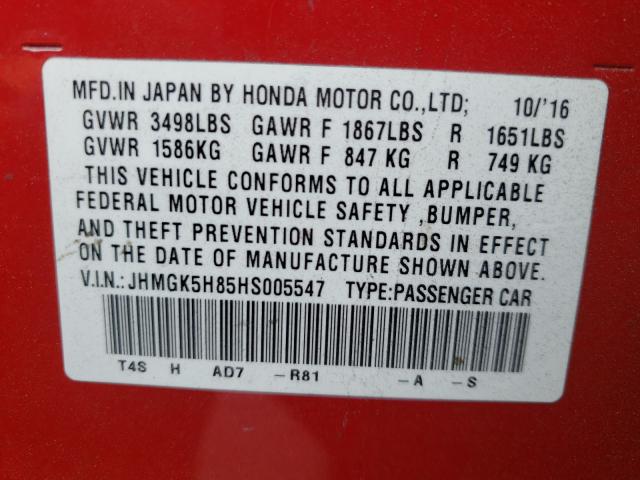 MFD.IN JAPAN BY HONDA MOTOR CO.,LTD; 10/'16
GVWR 3498LBS GAWR F 1867LBS R 1651LBS
GVWR 1586KG GAWR F 847 KG R 749 KG
THIS VEHICLE CONFORMS TO ALL APPLICABLE
FEDERAL MOTOR VEHICLE SAFETY ,BUMPER,
AND THEFT PREVENTION STANDARDS IN EFFECT
ON THE DATE OF MANUFACTURE SHOWN ABOVE.
V.I.N.:JHMGK5H85HS005547 TYPE:PASSENGER CAR
T4S H AD7 -R81 -A -S